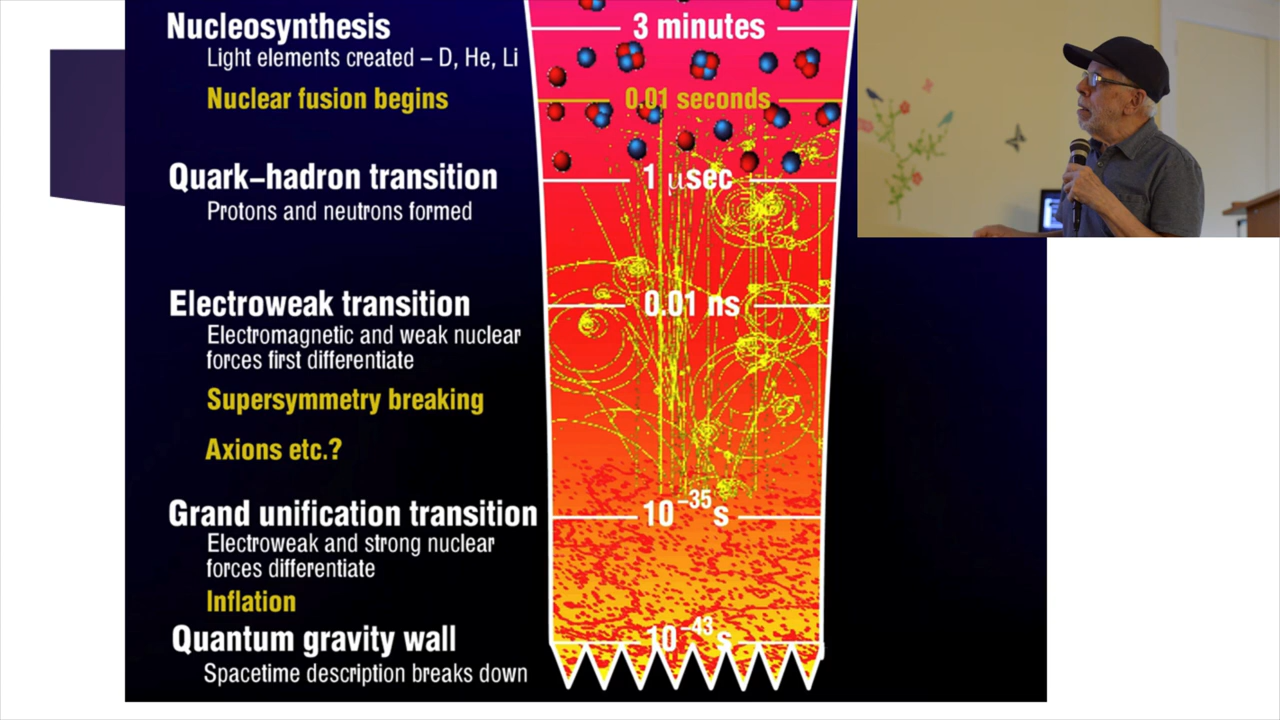 Nucleosynthesis
3 minutes
Light elements created – D, He, Li
Nuclear fusion begins
0.01 seconds
Quark–hadron transition
1 μsec
Protons and neutrons formed
Electroweak transition
0.01 ns
Electromagnetic and weak nuclear
forces first differentiate
Supersymmetry breaking
Axions etc.?
Grand unification transition
10⁻³⁵s
Electroweak and strong nuclear
forces differentiate
Inflation
Quantum gravity wall
10⁻⁴³s
Spacetime description breaks down